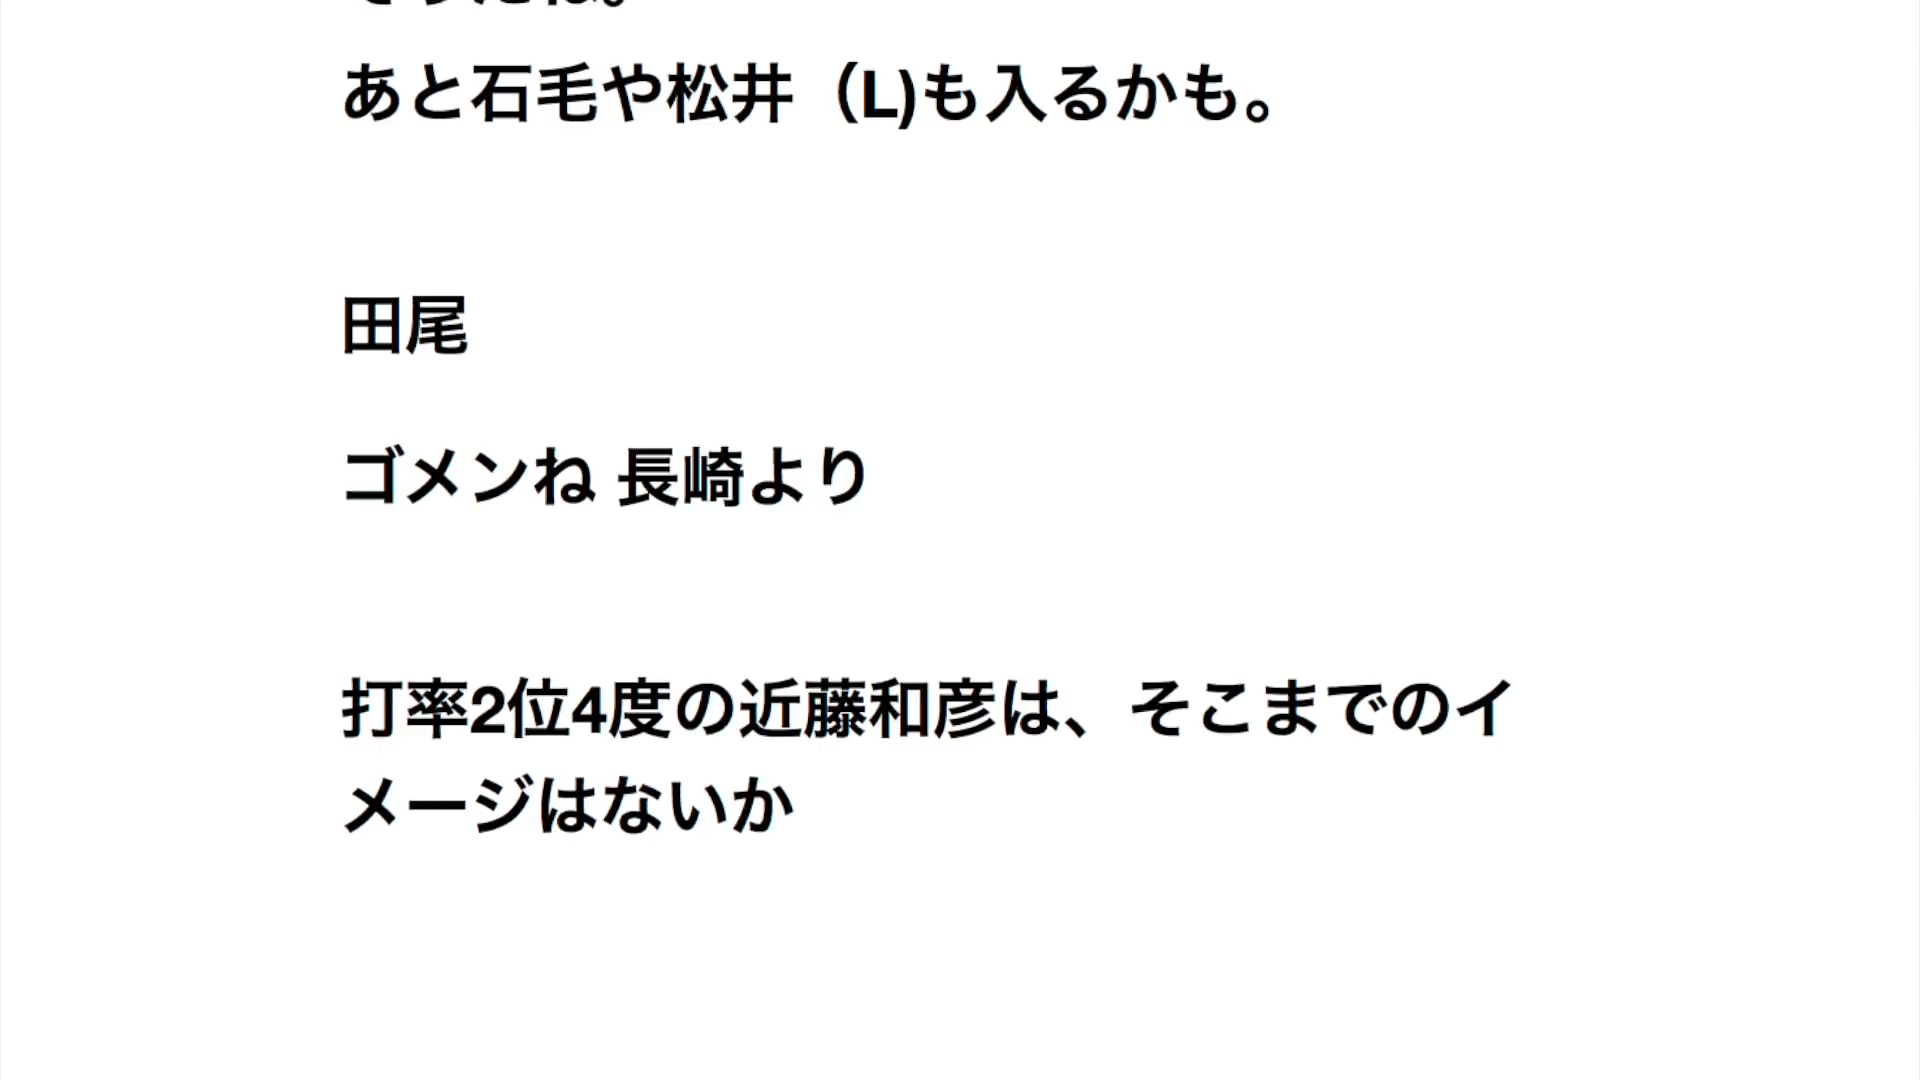 あと石毛や松井（L)も入るかも。
田尾
ゴメンね 長崎より
打率2位4度の近藤和彦は、そこまでのイ
メージはないか